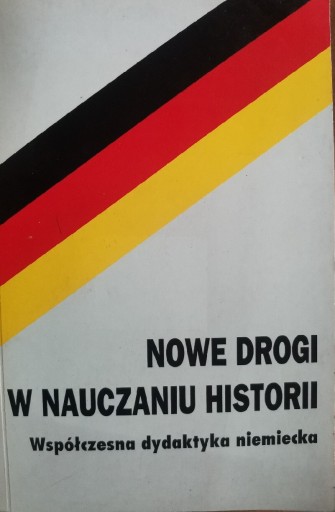 NOWE DROGI
W NAUCZANIU HISTORII
Współczesna dydaktyka niemiecka